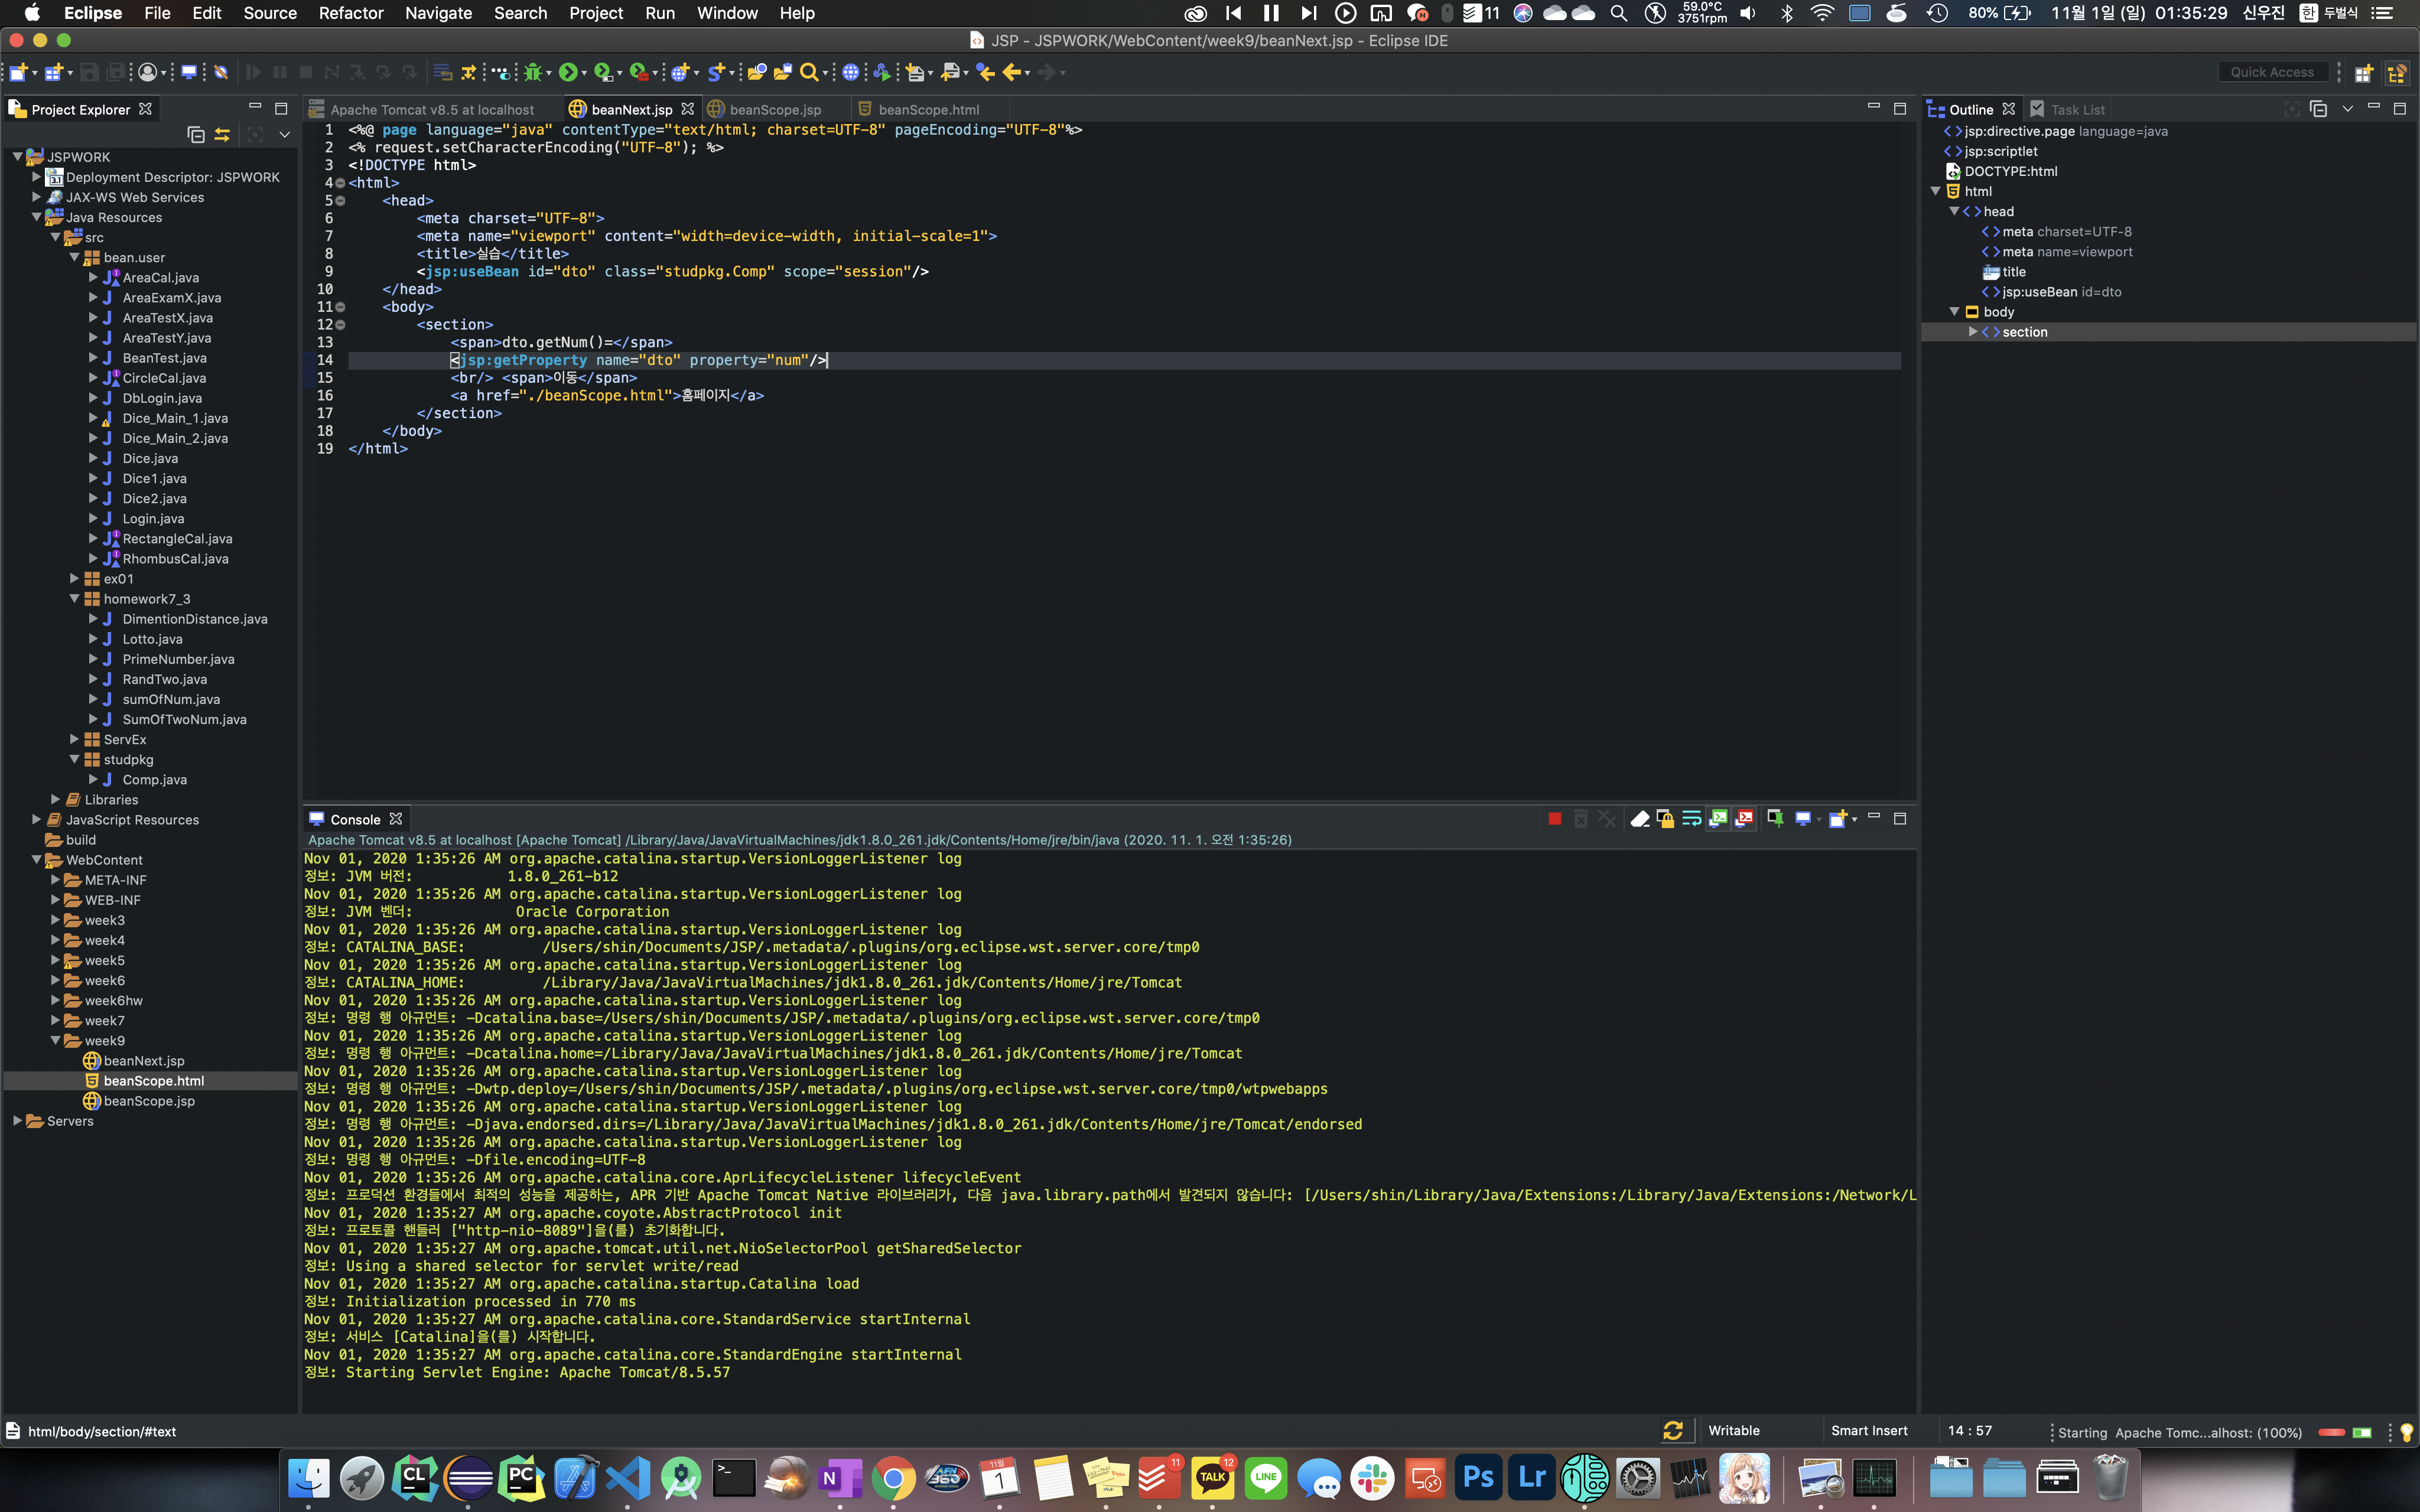 Eclipse File Edit Source Refactor Navigate Search Project Run Window Help
11 59.0°C 3751rpm 80% 11월 1일 (일) 01:35:29 신우진 한 두벌식
JSP - JSPWORK/WebContent/week9/beanNext.jsp - Eclipse IDE
Quick Access
Project Explorer
JSPWORK
Deployment Descriptor: JSPWORK
JAX-WS Web Services
Java Resources
src
bean.user
AreaCal.java
AreaExamX.java
AreaTestX.java
AreaTestY.java
BeanTest.java
CircleCal.java
DbLogin.java
Dice_Main_1.java
Dice_Main_2.java
Dice.java
Dice1.java
Dice2.java
Login.java
RectangleCal.java
RhombusCal.java
ex01
homework7_3
DimentionDistance.java
Lotto.java
PrimeNumber.java
RandTwo.java
sumOfNum.java
SumOfTwoNum.java
ServEx
studpkg
Comp.java
Libraries
JavaScript Resources
build
WebContent
META-INF
WEB-INF
week3
week4
week5
week6
week6hw
week7
week9
beanNext.jsp
beanScope.html
beanScope.jsp
Servers
Apache Tomcat v8.5 at localhost beanNext.jsp beanScope.jsp beanScope.html
1 <%@ page language="java" contentType="text/html; charset=UTF-8" pageEncoding="UTF-8"%>
2 <% request.setCharacterEncoding("UTF-8"); %>
3 <!DOCTYPE html>
4 <html>
5 <head>
6 <meta charset="UTF-8">
7 <meta name="viewport" content="width=device-width, initial-scale=1">
8 <title>실습</title>
9 <jsp:useBean id="dto" class="studpkg.Comp" scope="session"/>
10 </head>
11 <body>
12 <section>
13 <span>dto.getNum()=</span>
14 <jsp:getProperty name="dto" property="num"/>
15 <br/> <span>이동</span>
16 <a href="./beanScope.html">홈페이지</a>
17 </section>
18 </body>
19 </html>
Outline Task List
jsp:directive.page language=java
jsp:scriptlet
DOCTYPE:html
html
head
meta charset=UTF-8
meta name=viewport
title
jsp:useBean id=dto
body
section
Console
Apache Tomcat v8.5 at localhost [Apache Tomcat] /Library/Java/JavaVirtualMachines/jdk1.8.0_261.jdk/Contents/Home/jre/bin/java (2020. 11. 1. 오전 1:35:26)
Nov 01, 2020 1:35:26 AM org.apache.catalina.startup.VersionLoggerListener log
정보: JVM 버전: 1.8.0_261-b12
Nov 01, 2020 1:35:26 AM org.apache.catalina.startup.VersionLoggerListener log
정보: JVM 벤더: Oracle Corporation
Nov 01, 2020 1:35:26 AM org.apache.catalina.startup.VersionLoggerListener log
정보: CATALINA_BASE: /Users/shin/Documents/JSP/.metadata/.plugins/org.eclipse.wst.server.core/tmp0
Nov 01, 2020 1:35:26 AM org.apache.catalina.startup.VersionLoggerListener log
정보: CATALINA_HOME: /Library/Java/JavaVirtualMachines/jdk1.8.0_261.jdk/Contents/Home/jre/Tomcat
Nov 01, 2020 1:35:26 AM org.apache.catalina.startup.VersionLoggerListener log
정보: 명령 행 아규먼트: -Dcatalina.base=/Users/shin/Documents/JSP/.metadata/.plugins/org.eclipse.wst.server.core/tmp0
Nov 01, 2020 1:35:26 AM org.apache.catalina.startup.VersionLoggerListener log
정보: 명령 행 아규먼트: -Dcatalina.home=/Library/Java/JavaVirtualMachines/jdk1.8.0_261.jdk/Contents/Home/jre/Tomcat
Nov 01, 2020 1:35:26 AM org.apache.catalina.startup.VersionLoggerListener log
정보: 명령 행 아규먼트: -Dwtp.deploy=/Users/shin/Documents/JSP/.metadata/.plugins/org.eclipse.wst.server.core/tmp0/wtpwebapps
Nov 01, 2020 1:35:26 AM org.apache.catalina.startup.VersionLoggerListener log
정보: 명령 행 아규먼트: -Djava.endorsed.dirs=/Library/Java/JavaVirtualMachines/jdk1.8.0_261.jdk/Contents/Home/jre/Tomcat/endorsed
Nov 01, 2020 1:35:26 AM org.apache.catalina.startup.VersionLoggerListener log
정보: 명령 행 아규먼트: -Dfile.encoding=UTF-8
Nov 01, 2020 1:35:26 AM org.apache.catalina.core.AprLifecycleListener lifecycleEvent
정보: 프로덕션 환경들에서 최적의 성능을 제공하는, APR 기반 Apache Tomcat Native 라이브러리가, 다음 java.library.path에서 발견되지 않습니다: [/Users/shin/Library/Java/Extensions:/Library/Java/Extensions:/Network/L
Nov 01, 2020 1:35:27 AM org.apache.coyote.AbstractProtocol init
정보: 프로토콜 핸들러 ["http-nio-8089"]을(를) 초기화합니다.
Nov 01, 2020 1:35:27 AM org.apache.tomcat.util.net.NioSelectorPool getSharedSelector
정보: Using a shared selector for servlet write/read
Nov 01, 2020 1:35:27 AM org.apache.catalina.startup.Catalina load
정보: Initialization processed in 770 ms
Nov 01, 2020 1:35:27 AM org.apache.catalina.core.StandardService startInternal
정보: 서비스 [Catalina]을(를) 시작합니다.
Nov 01, 2020 1:35:27 AM org.apache.catalina.core.StandardEngine startInternal
정보: Starting Servlet Engine: Apache Tomcat/8.5.57
html/body/section/#text Writable Smart Insert 14 : 57 Starting Apache Tomc...alhost: (100%)
CL PC N 11월 1 11 TALK 12 LINE Ps Lr